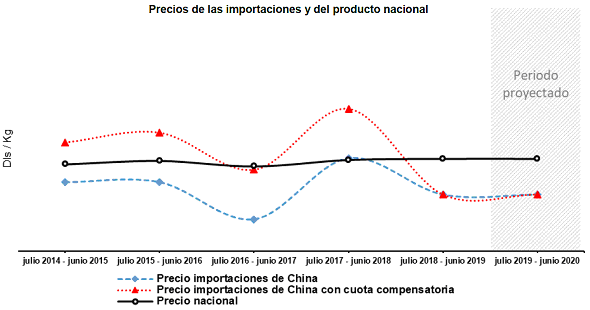 Precios de las importaciones y del producto nacional
Periodo
proyectado
Dls / Kg
julio 2014 - junio 2015 julio 2015 - junio 2016 julio 2016 - junio 2017 julio 2017 - junio 2018 julio 2018 - junio 2019 julio 2019 - junio 2020
Precio importaciones de China
Precio importaciones de China con cuota compensatoria
Precio nacional